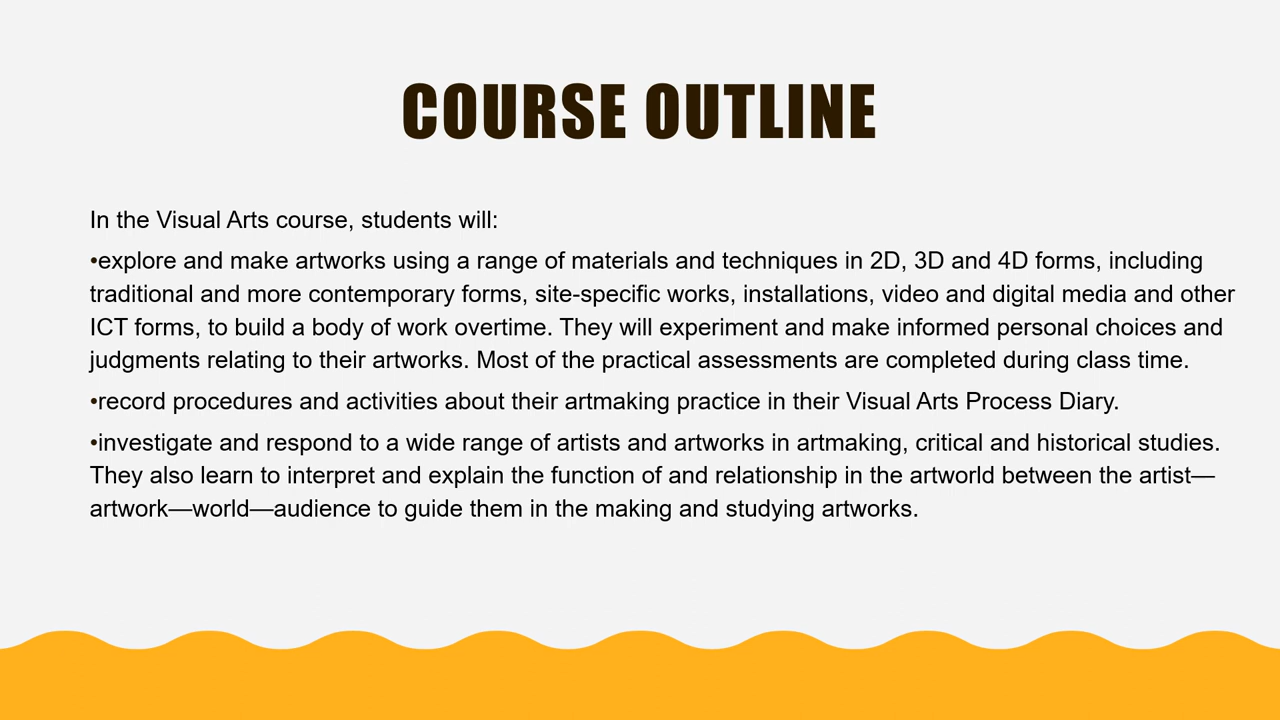 COURSE OUTLINE
In the Visual Arts course, students will:
•explore and make artworks using a range of materials and techniques in 2D, 3D and 4D forms, including
traditional and more contemporary forms, site-specific works, installations, video and digital media and other
ICT forms, to build a body of work overtime. They will experiment and make informed personal choices and
judgments relating to their artworks. Most of the practical assessments are completed during class time.
•record procedures and activities about their artmaking practice in their Visual Arts Process Diary.
•investigate and respond to a wide range of artists and artworks in artmaking, critical and historical studies.
They also learn to interpret and explain the function of and relationship in the artworld between the artist—
artwork—world—audience to guide them in the making and studying artworks.